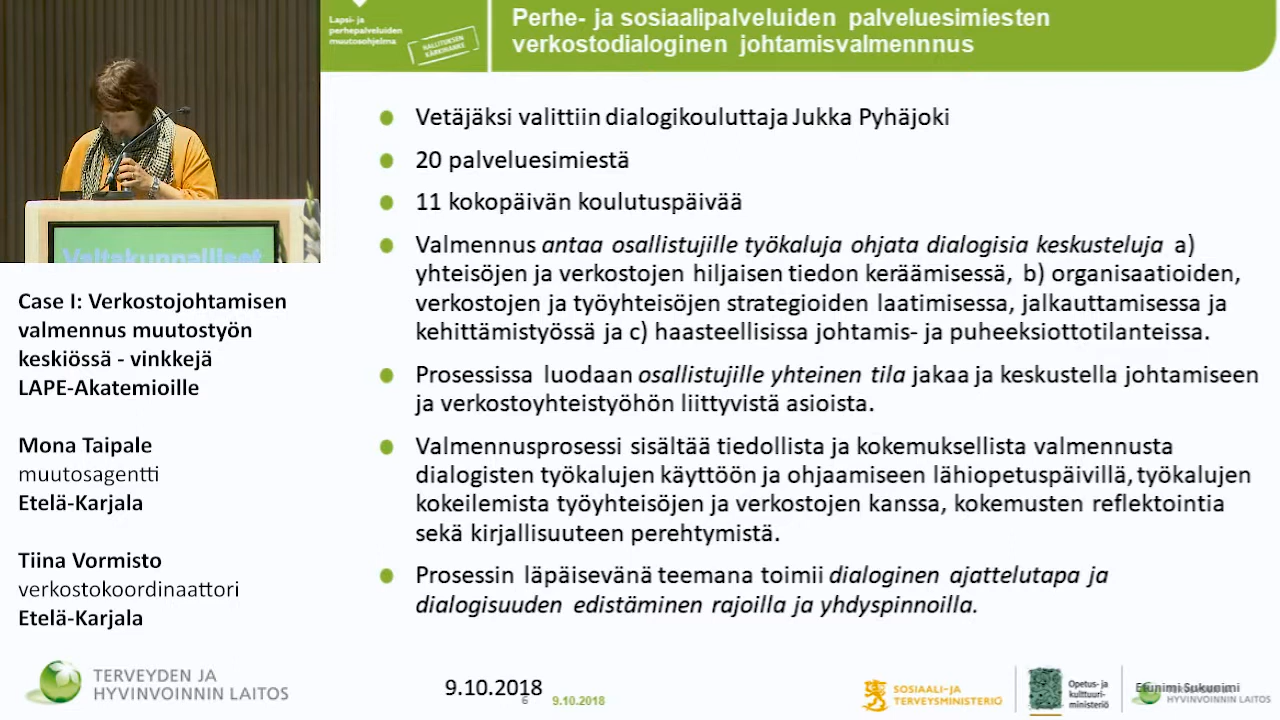 Lapsi- ja
perhepalveluiden
muutosohjelma
HALLITUKSEN
KÄRKIHANKE
Perhe- ja sosiaalipalveluiden palveluesimiesten
verkostodialoginen johtamisvalmennnus
Valtakunnalliset
Case I: Verkostojohtamisen
valmennus muutostyön
keskiössä - vinkkejä
LAPE-Akatemioille
Mona Taipale
muutosagentti
Etelä-Karjala
Tiina Vormisto
verkostokoordinaattori
Etelä-Karjala
Vetäjäksi valittiin dialogikouluttaja Jukka Pyhäjoki
20 palveluesimiestä
11 kokopäivän koulutuspäivää
Valmennus antaa osallistujille työkaluja ohjata dialogisia keskusteluja a)
yhteisöjen ja verkostojen hiljaisen tiedon keräämisessä, b) organisaatioiden,
verkostojen ja työyhteisöjen strategioiden laatimisessa, jalkauttamisessa ja
kehittämistyössä ja c) haasteellisissa johtamis- ja puheeksiottotilanteissa.
Prosessissa luodaan osallistujille yhteinen tila jakaa ja keskustella johtamiseen
ja verkostoyhteistyöhön liittyvistä asioista.
Valmennusprosessi sisältää tiedollista ja kokemuksellista valmennusta
dialogisten työkalujen käyttöön ja ohjaamiseen lähiopetuspäivillä, työkalujen
kokeilemista työyhteisöjen ja verkostojen kanssa, kokemusten reflektointia
sekä kirjallisuuteen perehtymistä.
Prosessin läpäisevänä teemana toimii dialoginen ajattelutapa ja
dialogisuuden edistäminen rajoilla ja yhdyspinnoilla.
TERVEYDEN JA
HYVINVOINNIN LAITOS
9.10.2018
6
9.10.2018
SOSIAALI- JA
TERVEYSMINISTERIÖ
Opetus- ja
kulttuuri-
ministeriö
Etunimi Sukunimi
HYVINVOINNIN LAITOS